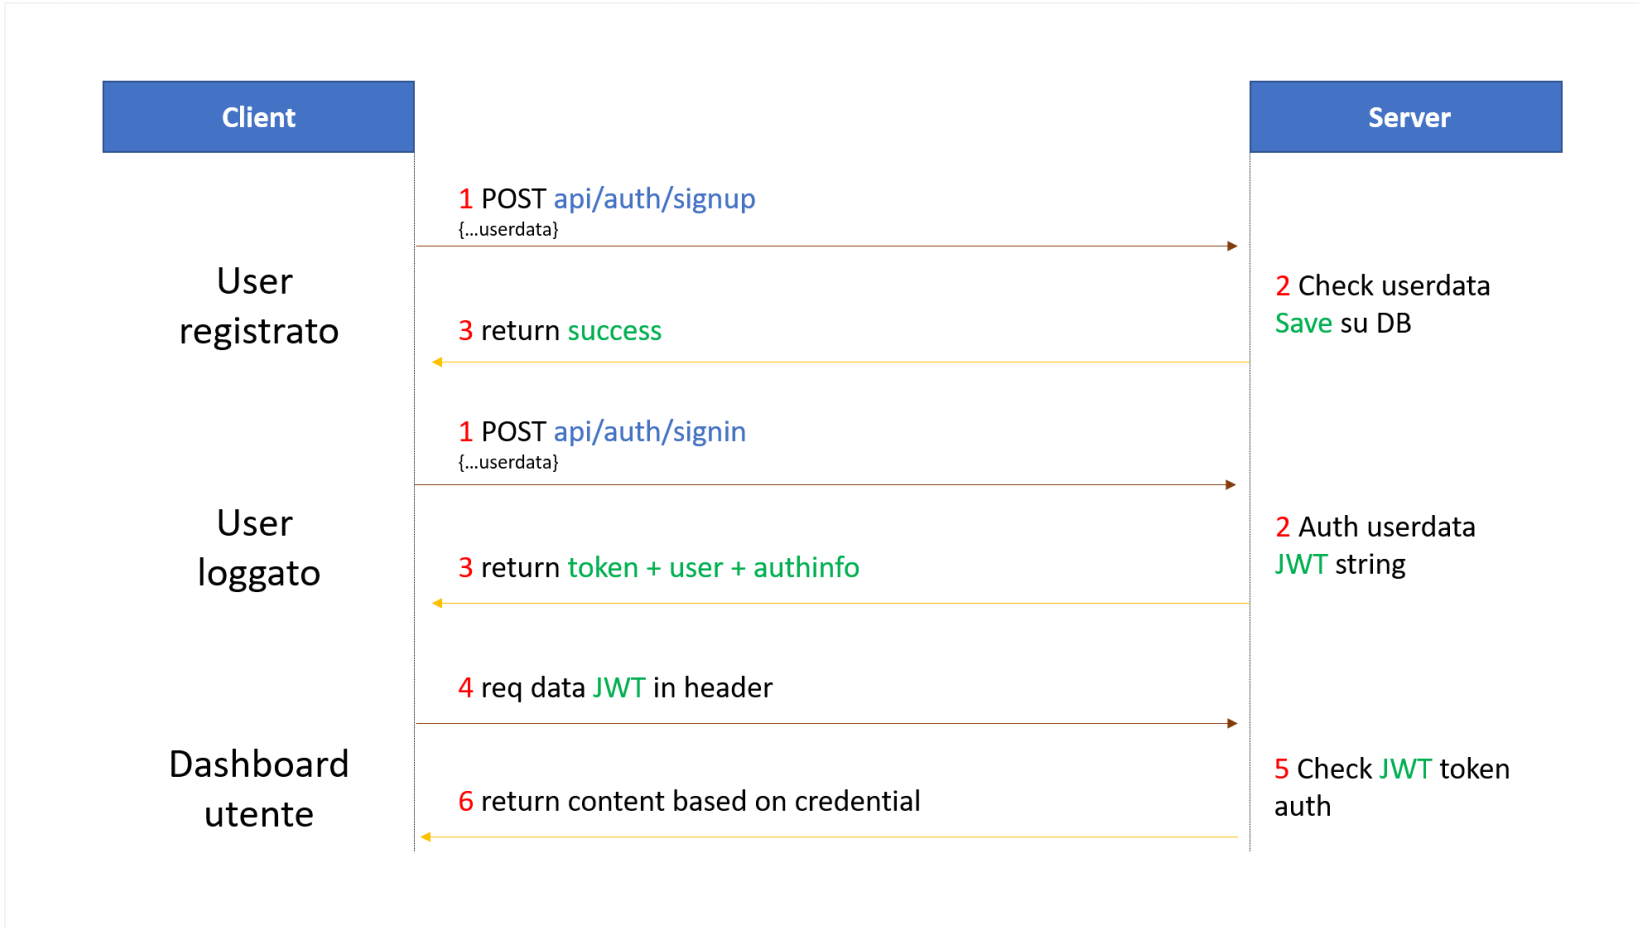 Client
Server
1 POST api/auth/signup
{...userdata}
User
registrato
2 Check userdata
Save su DB
3 return success
1 POST api/auth/signin
{...userdata}
User
loggato
2 Auth userdata
JWT string
3 return token + user + authinfo
4 req data JWT in header
Dashboard
utente
5 Check JWT token
auth
6 return content based on credential